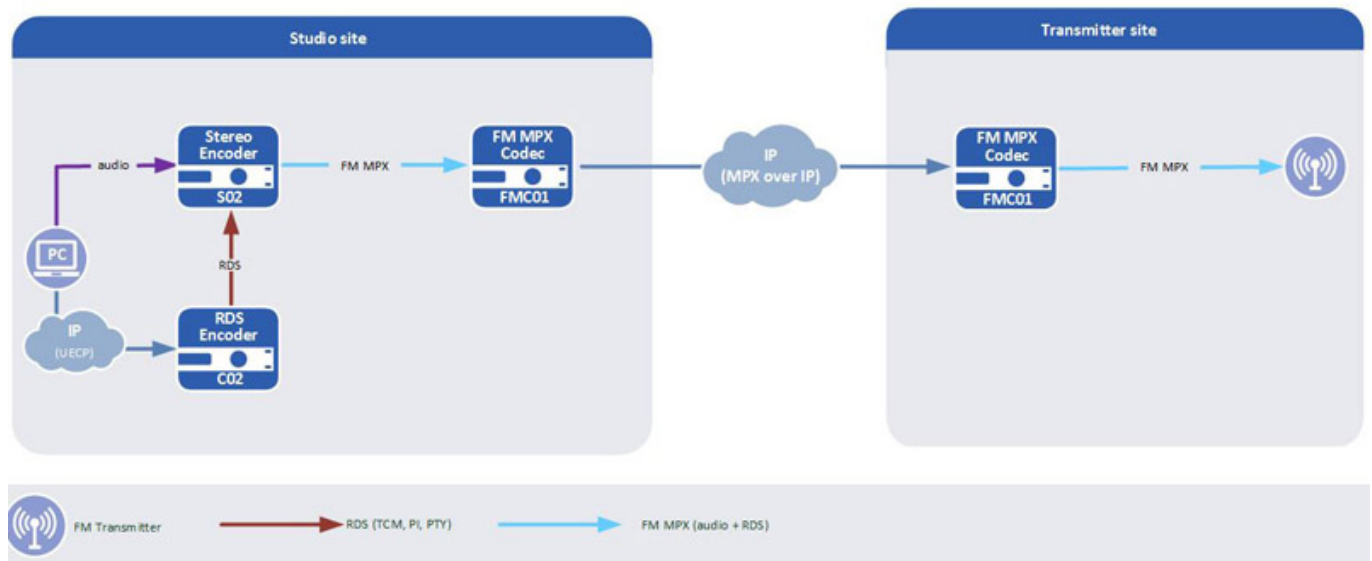 Studio site
Transmitter site
Stereo
Encoder
S02
FM MPX
Codec
FMC01
IP
(MPX over IP)
FM MPX
Codec
FMC01
audio
FM MPX
FM MPX
PC
RDS
IP
(UECP)
RDS
Encoder
C02
FM Transmitter
RDS (TCM, PI, PTY)
FM MPX (audio + RDS)